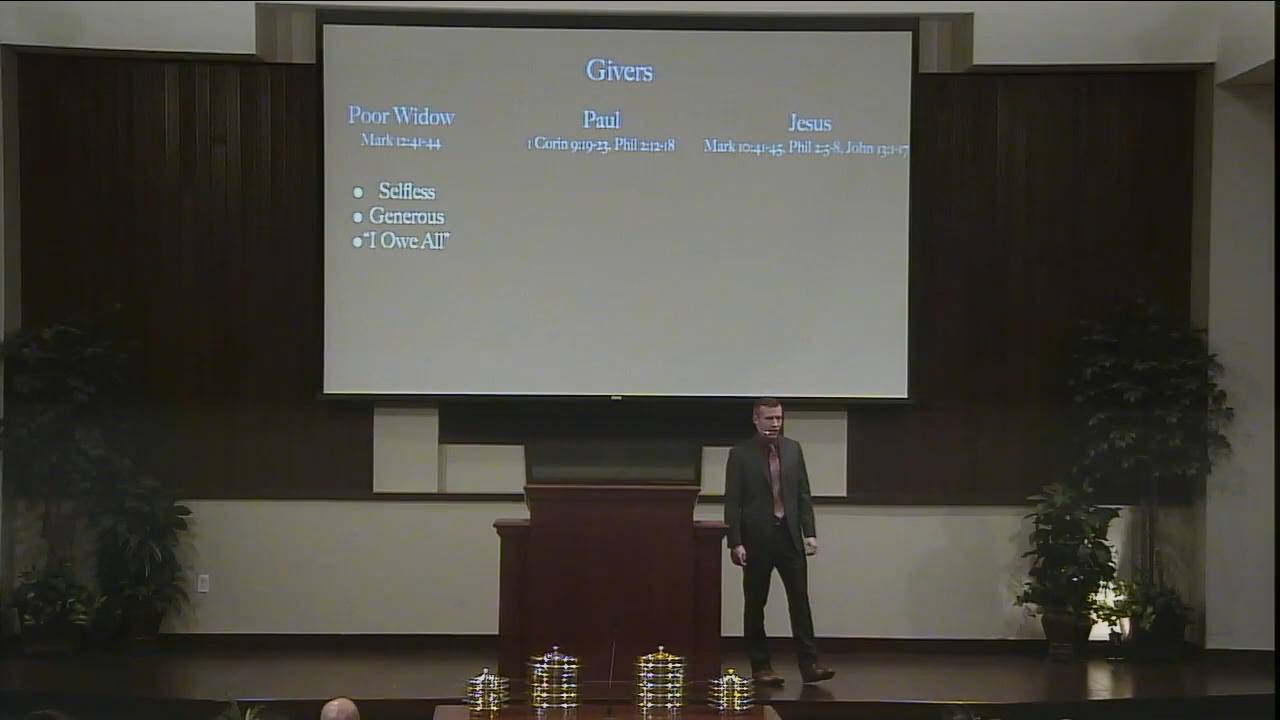 Givers
Poor Widow
Mark 12:41-44
Paul
1 Corin 9:19-23, Phil 2:12-18
Jesus
Mark 10:41-45, Phil 2:5-8, John 13:1-17
● Selfless
● Generous
● "I Owe All"